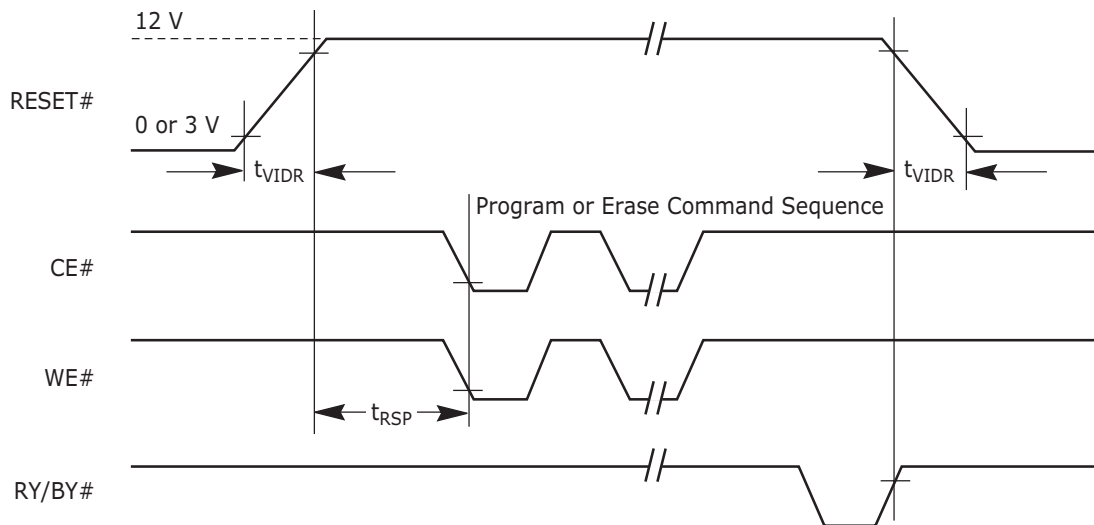 12 V
RESET#
0 or 3 V
tVIDR
tVIDR
Program or Erase Command Sequence
CE#
WE#
tRSP
RY/BY#